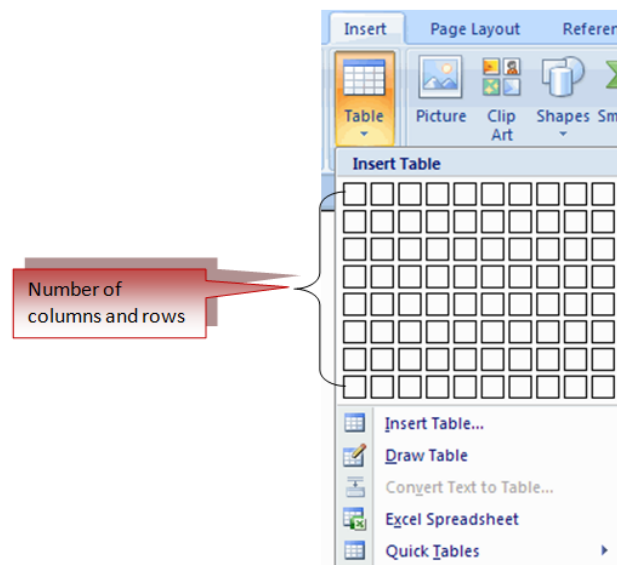 Insert Page Layout Referen
Table Picture Clip Art Shapes Sm
Insert Table
Number of
columns and rows
Insert Table...
Draw Table
Convert Text to Table...
Excel Spreadsheet
Quick Tables